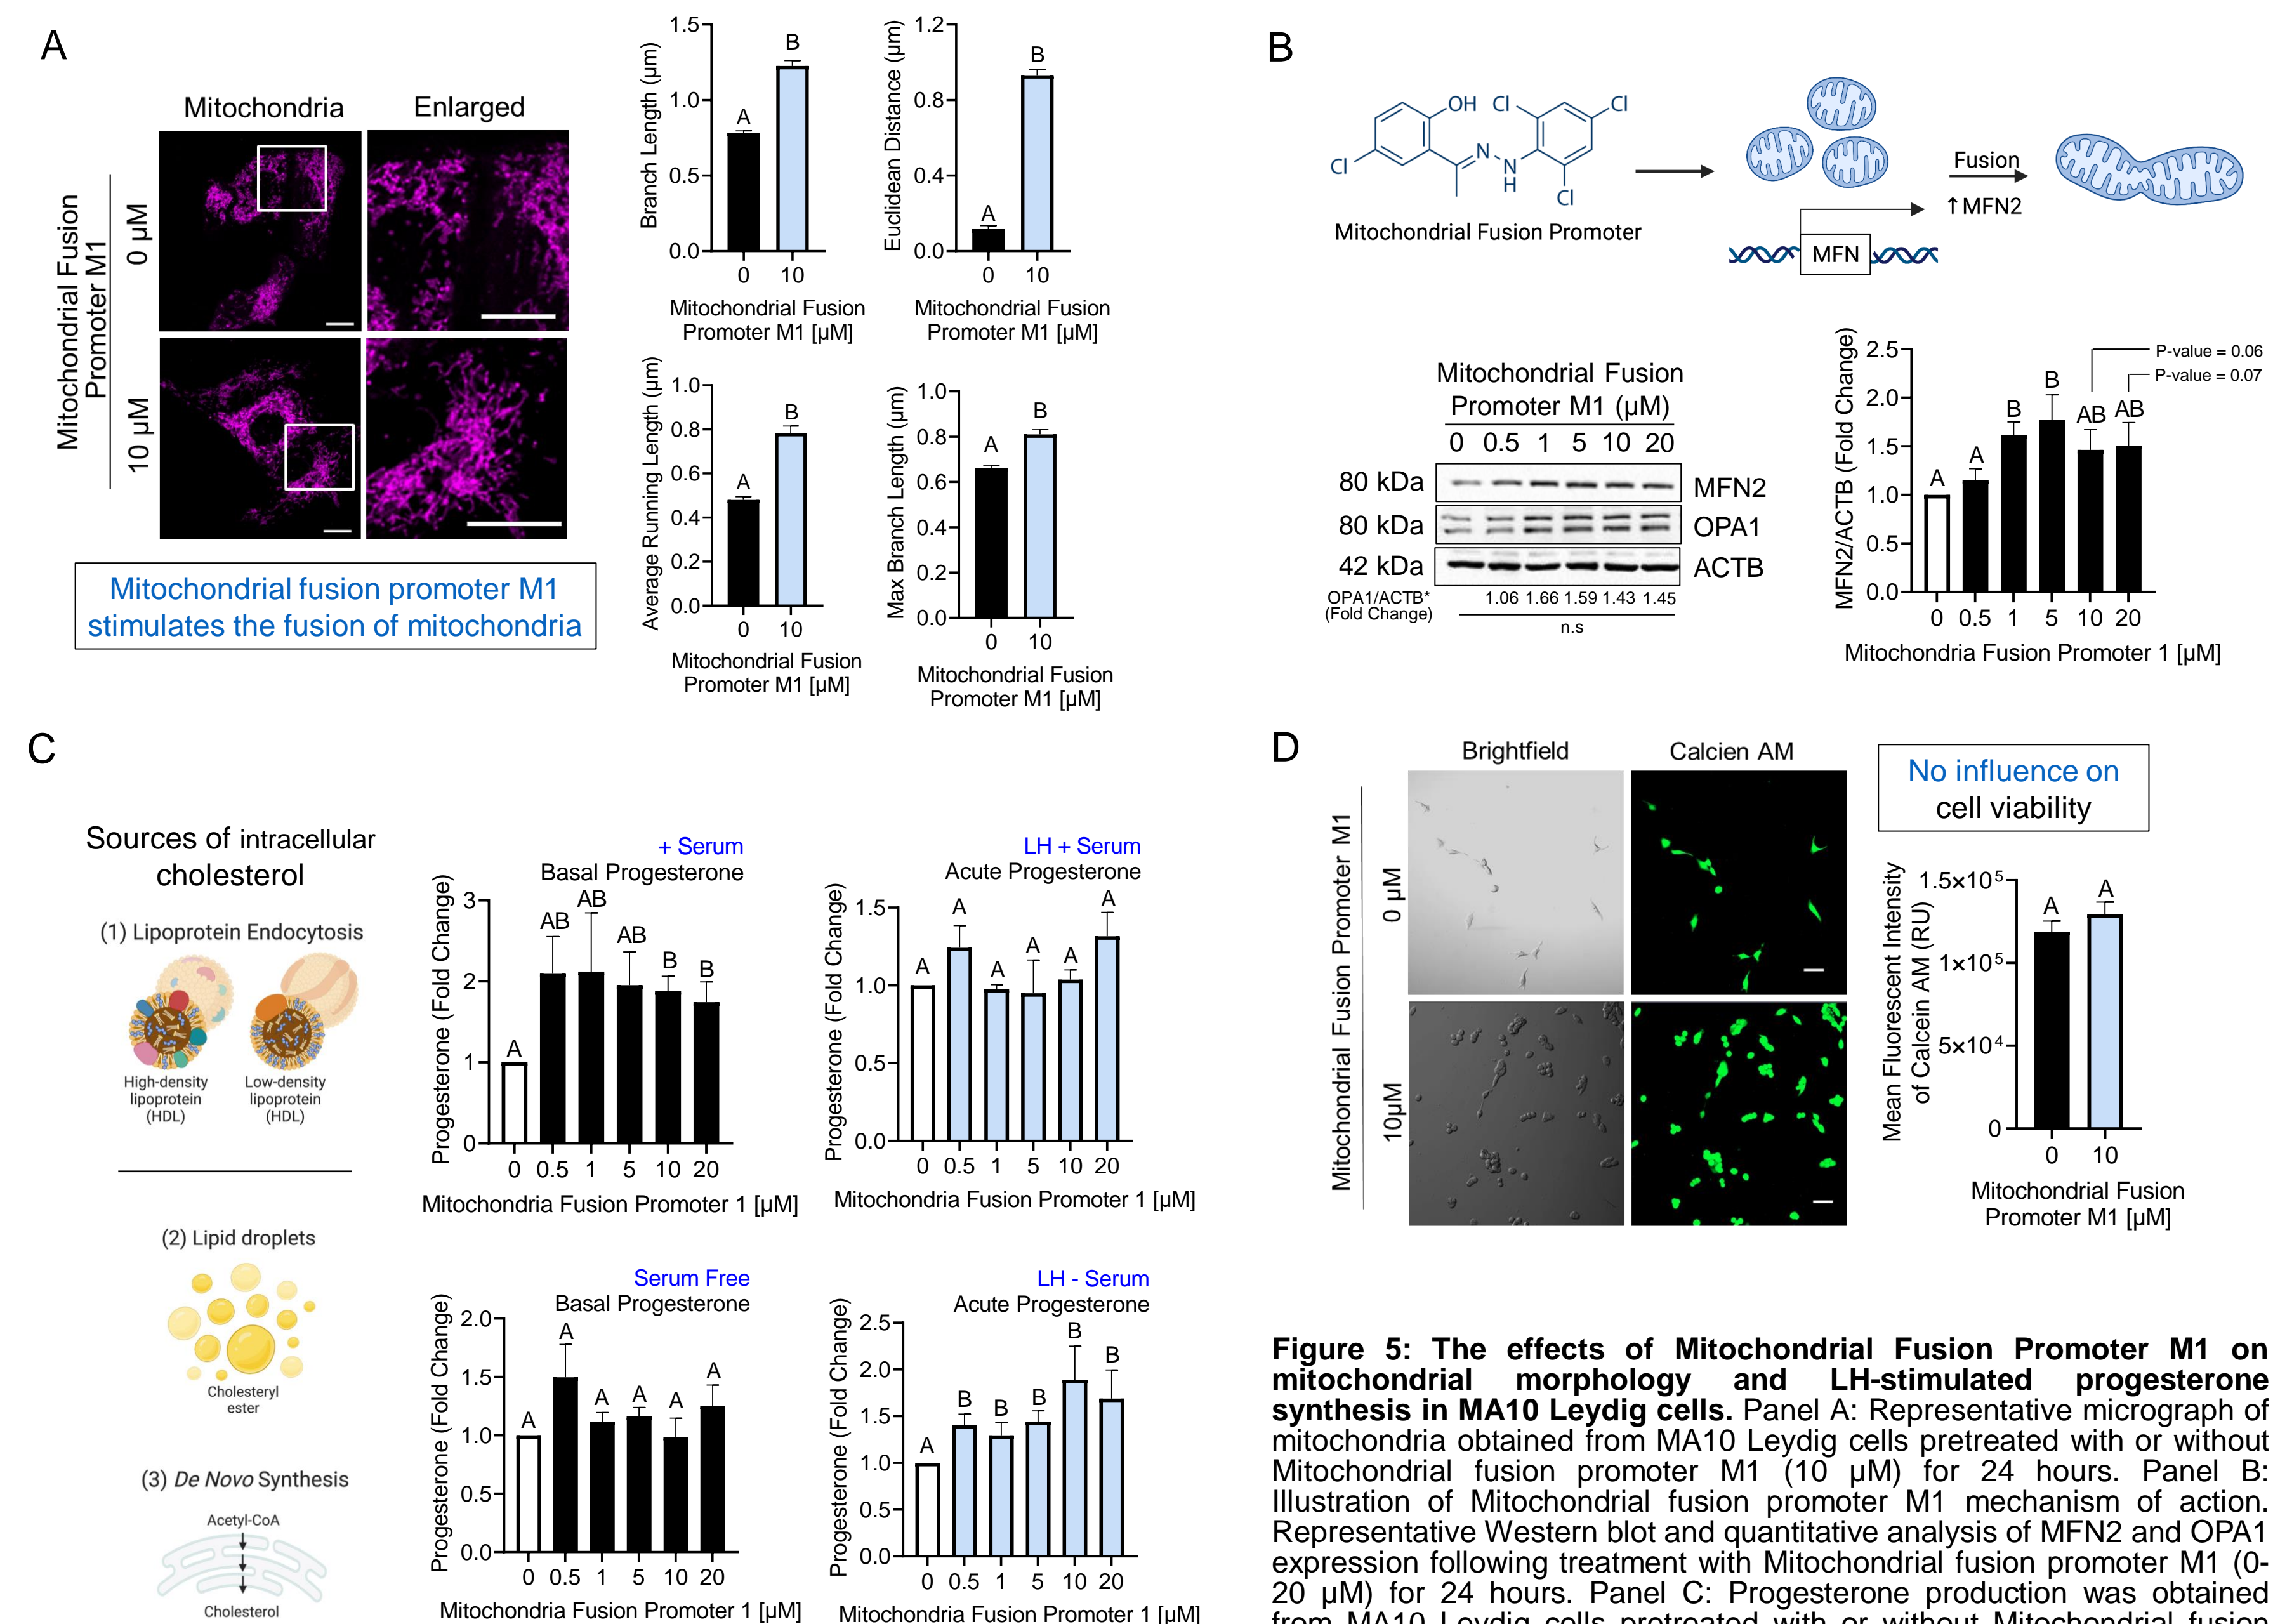 A
Mitochondria
Enlarged
Mitochondrial Fusion
Promoter M1
0 µM
10 µM
Mitochondrial fusion promoter M1
stimulates the fusion of mitochondria
Branch Length (µm)
1.5
1.0
0.5
0.0
A
B
0
10
Mitochondrial Fusion
Promoter M1 [µM]
Euclidean Distance (µm)
1.2
0.8
0.4
0.0
A
B
0
10
Mitochondrial Fusion
Promoter M1 [µM]
Average Running Length (µm)
1.0
0.8
0.6
0.4
0.2
0.0
A
B
0
10
Mitochondrial Fusion
Promoter M1 [µM]
Max Branch Length (µm)
1.0
0.8
0.6
0.4
0.2
0.0
A
B
0
10
Mitochondrial Fusion
Promoter M1 [µM]
B
OH
Cl
Cl
Cl
N
N
H
Cl
Mitochondrial Fusion Promoter
MFN
Fusion
↑MFN2
Mitochondrial Fusion
Promoter M1 (µM)
0 0.5 1 5 10 20
80 kDa MFN2
80 kDa OPA1
42 kDa ACTB
OPA1/ACTB* 1.06 1.66 1.59 1.43 1.45
(Fold Change)
n.s
MFN2/ACTB (Fold Change)
2.5
2.0
1.5
1.0
0.5
0.0
A
A
B
B
AB
AB
P-value = 0.06
P-value = 0.07
0 0.5 1 5 10 20
Mitochondria Fusion Promoter 1 [µM]
C
Sources of intracellular
cholesterol
(1) Lipoprotein Endocytosis
High-density
lipoprotein
(HDL)
Low-density
lipoprotein
(HDL)
(2) Lipid droplets
Cholesteryl
ester
(3) De Novo Synthesis
Acetyl-CoA
Cholesterol
+ Serum
Basal Progesterone
Progesterone (Fold Change)
3
2
1
0
A
AB
AB
AB
B
B
0 0.5 1 5 10 20
Mitochondria Fusion Promoter 1 [µM]
LH + Serum
Acute Progesterone
Progesterone (Fold Change)
1.5
1.0
0.5
0.0
A
A
A
A
A
A
0 0.5 1 5 10 20
Mitochondria Fusion Promoter 1 [µM]
Serum Free
Basal Progesterone
Progesterone (Fold Change)
2.0
1.5
1.0
0.5
0.0
A
A
A
A
A
A
0 0.5 1 5 10 20
Mitochondria Fusion Promoter 1 [µM]
LH - Serum
Acute Progesterone
Progesterone (Fold Change)
2.5
2.0
1.5
1.0
0.5
0.0
A
B
B
B
B
B
0 0.5 1 5 10 20
Mitochondria Fusion Promoter 1 [µM]
D
Brightfield
Calcien AM
Mitochondrial Fusion Promoter M1
0 µM
10µM
No influence on
cell viability
Mean Fluorescent Intensity
of Calcein AM (RU)
1.5×10⁵
1×10⁵
5×10⁴
0
A
A
0
10
Mitochondrial Fusion
Promoter M1 [µM]
Figure 5: The effects of Mitochondrial Fusion Promoter M1 on
mitochondrial morphology and LH-stimulated progesterone
synthesis in MA10 Leydig cells. Panel A: Representative micrograph of
mitochondria obtained from MA10 Leydig cells pretreated with or without
Mitochondrial fusion promoter M1 (10 µM) for 24 hours. Panel B:
Illustration of Mitochondrial fusion promoter M1 mechanism of action.
Representative Western blot and quantitative analysis of MFN2 and OPA1
expression following treatment with Mitochondrial fusion promoter M1 (0-
20 µM) for 24 hours. Panel C: Progesterone production was obtained
from MA10 Leydig cells pretreated with or without Mitochondrial fusion